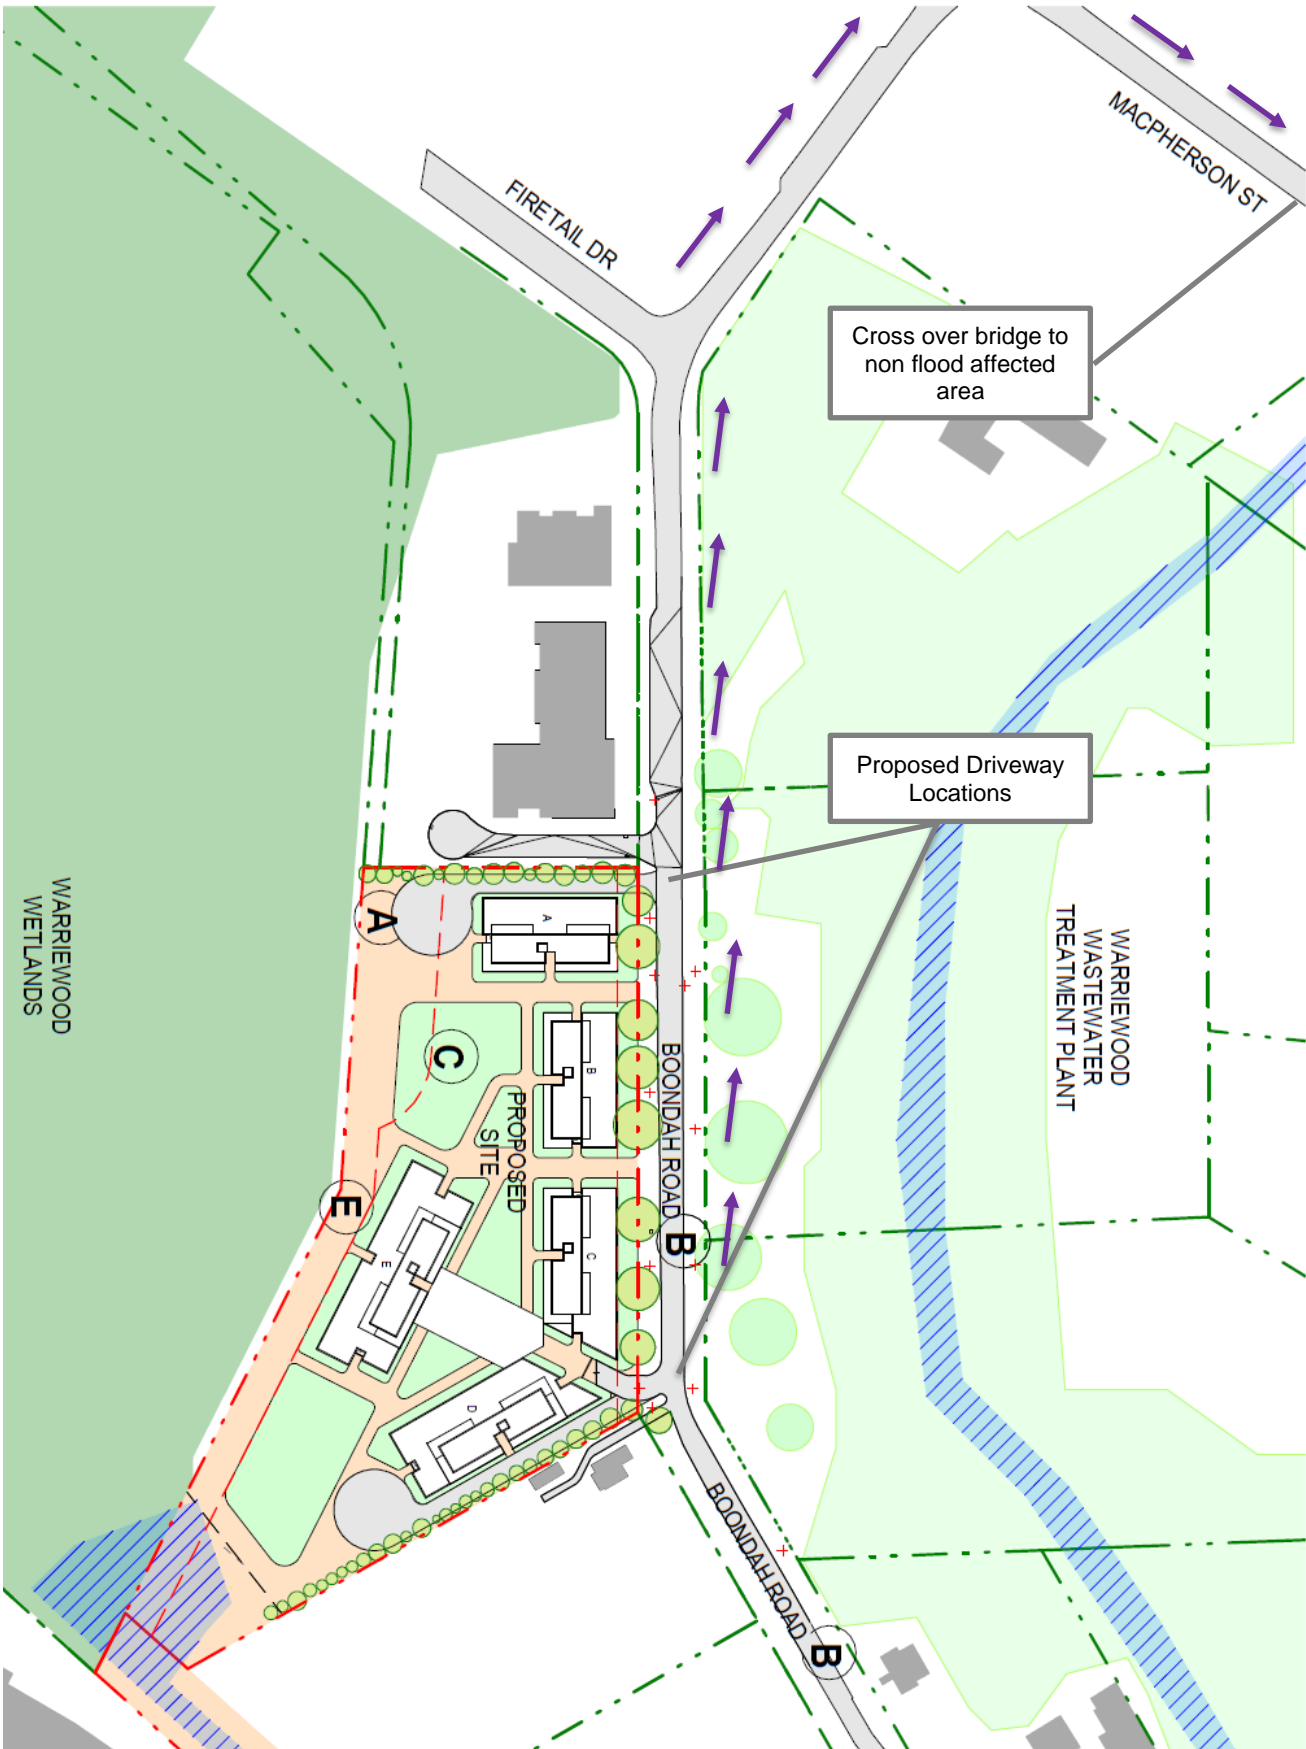 MACPHERSON ST
FIRETAIL DR
Cross over bridge to
non flood affected
area
Proposed Driveway
Locations
WARRIEWOOD
WETLANDS
WARRIEWOOD
WASTEWATER
TREATMENT PLANT
A
A
C
B
BOONDAH ROAD
PROPOSED
SITE
E
B
C
E
D
BOONDAH ROAD
B